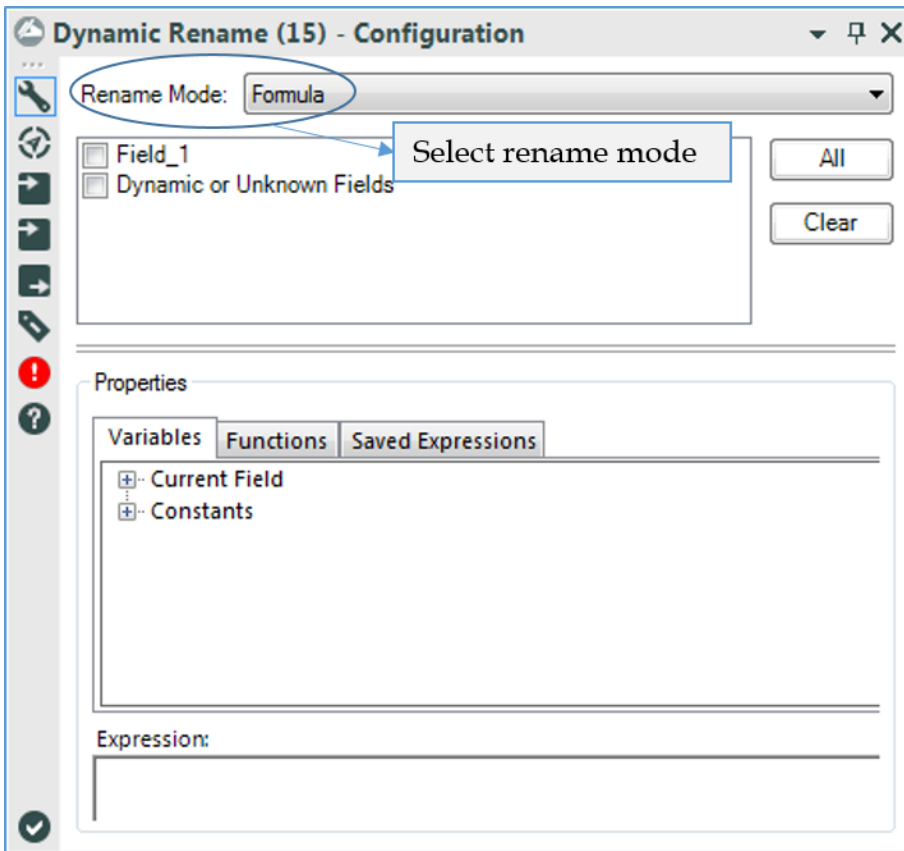 Dynamic Rename (15) - Configuration
Rename Mode: Formula
Select rename mode
Field_1
Dynamic or Unknown Fields
All
Clear
Properties
Variables Functions Saved Expressions
Current Field
Constants
Expression: